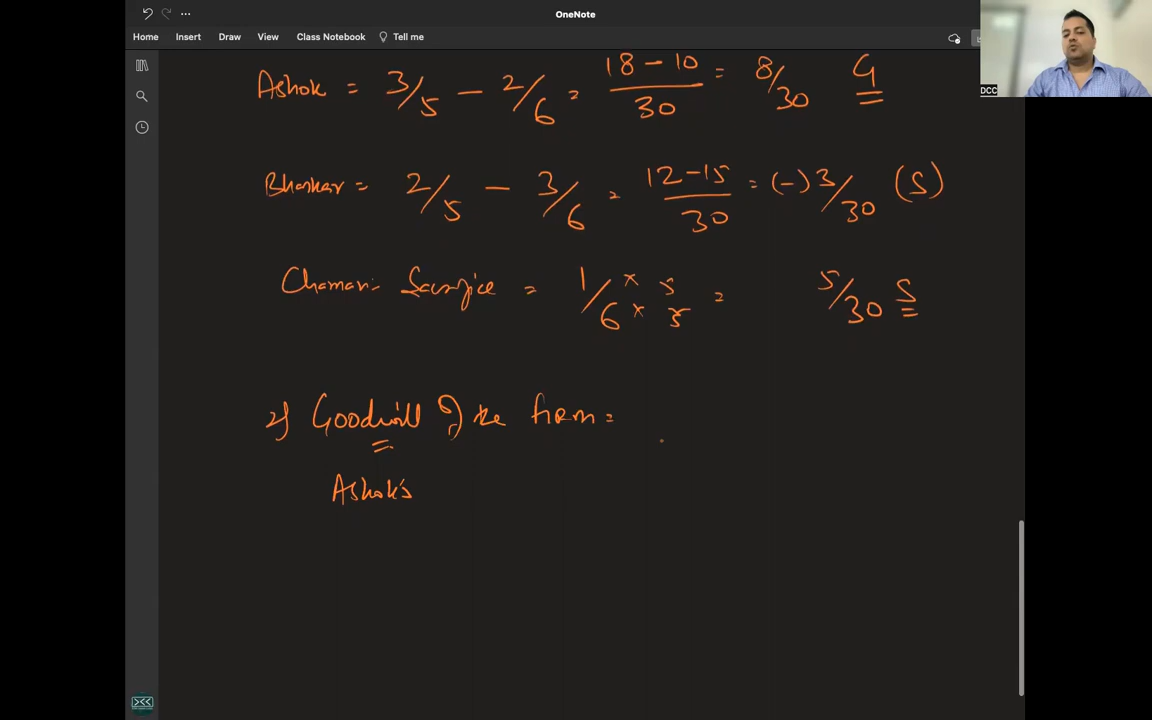 OneNote
Home Insert Draw View Class Notebook Tell me
DCC
Ashok = 3/5 - 2/6 = 18-10/30 = 8/30 G
Bhaskar = 2/5 - 3/6 = 12-15/30 = (-) 3/30 (S)
Chaman's Sacrifice = 1/6 x 5 x 5 = 5/30 S
2) Goodwill of the firm =
Ashok's